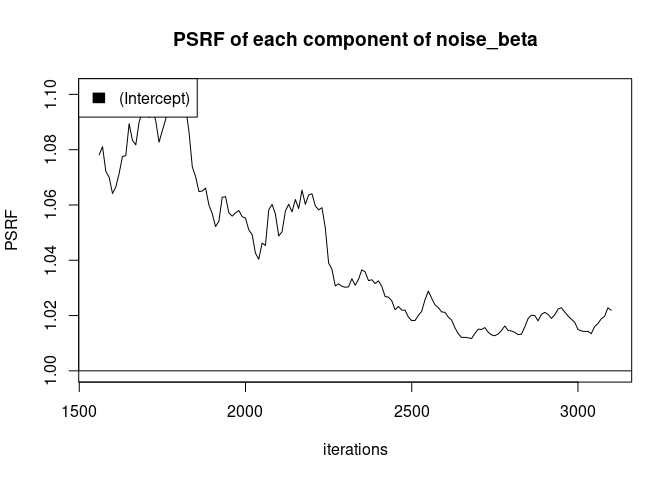 PSRF of each component of noise_beta
(Intercept)
PSRF
1.10
1.08
1.06
1.04
1.02
1.00
1500 2000 2500 3000
iterations